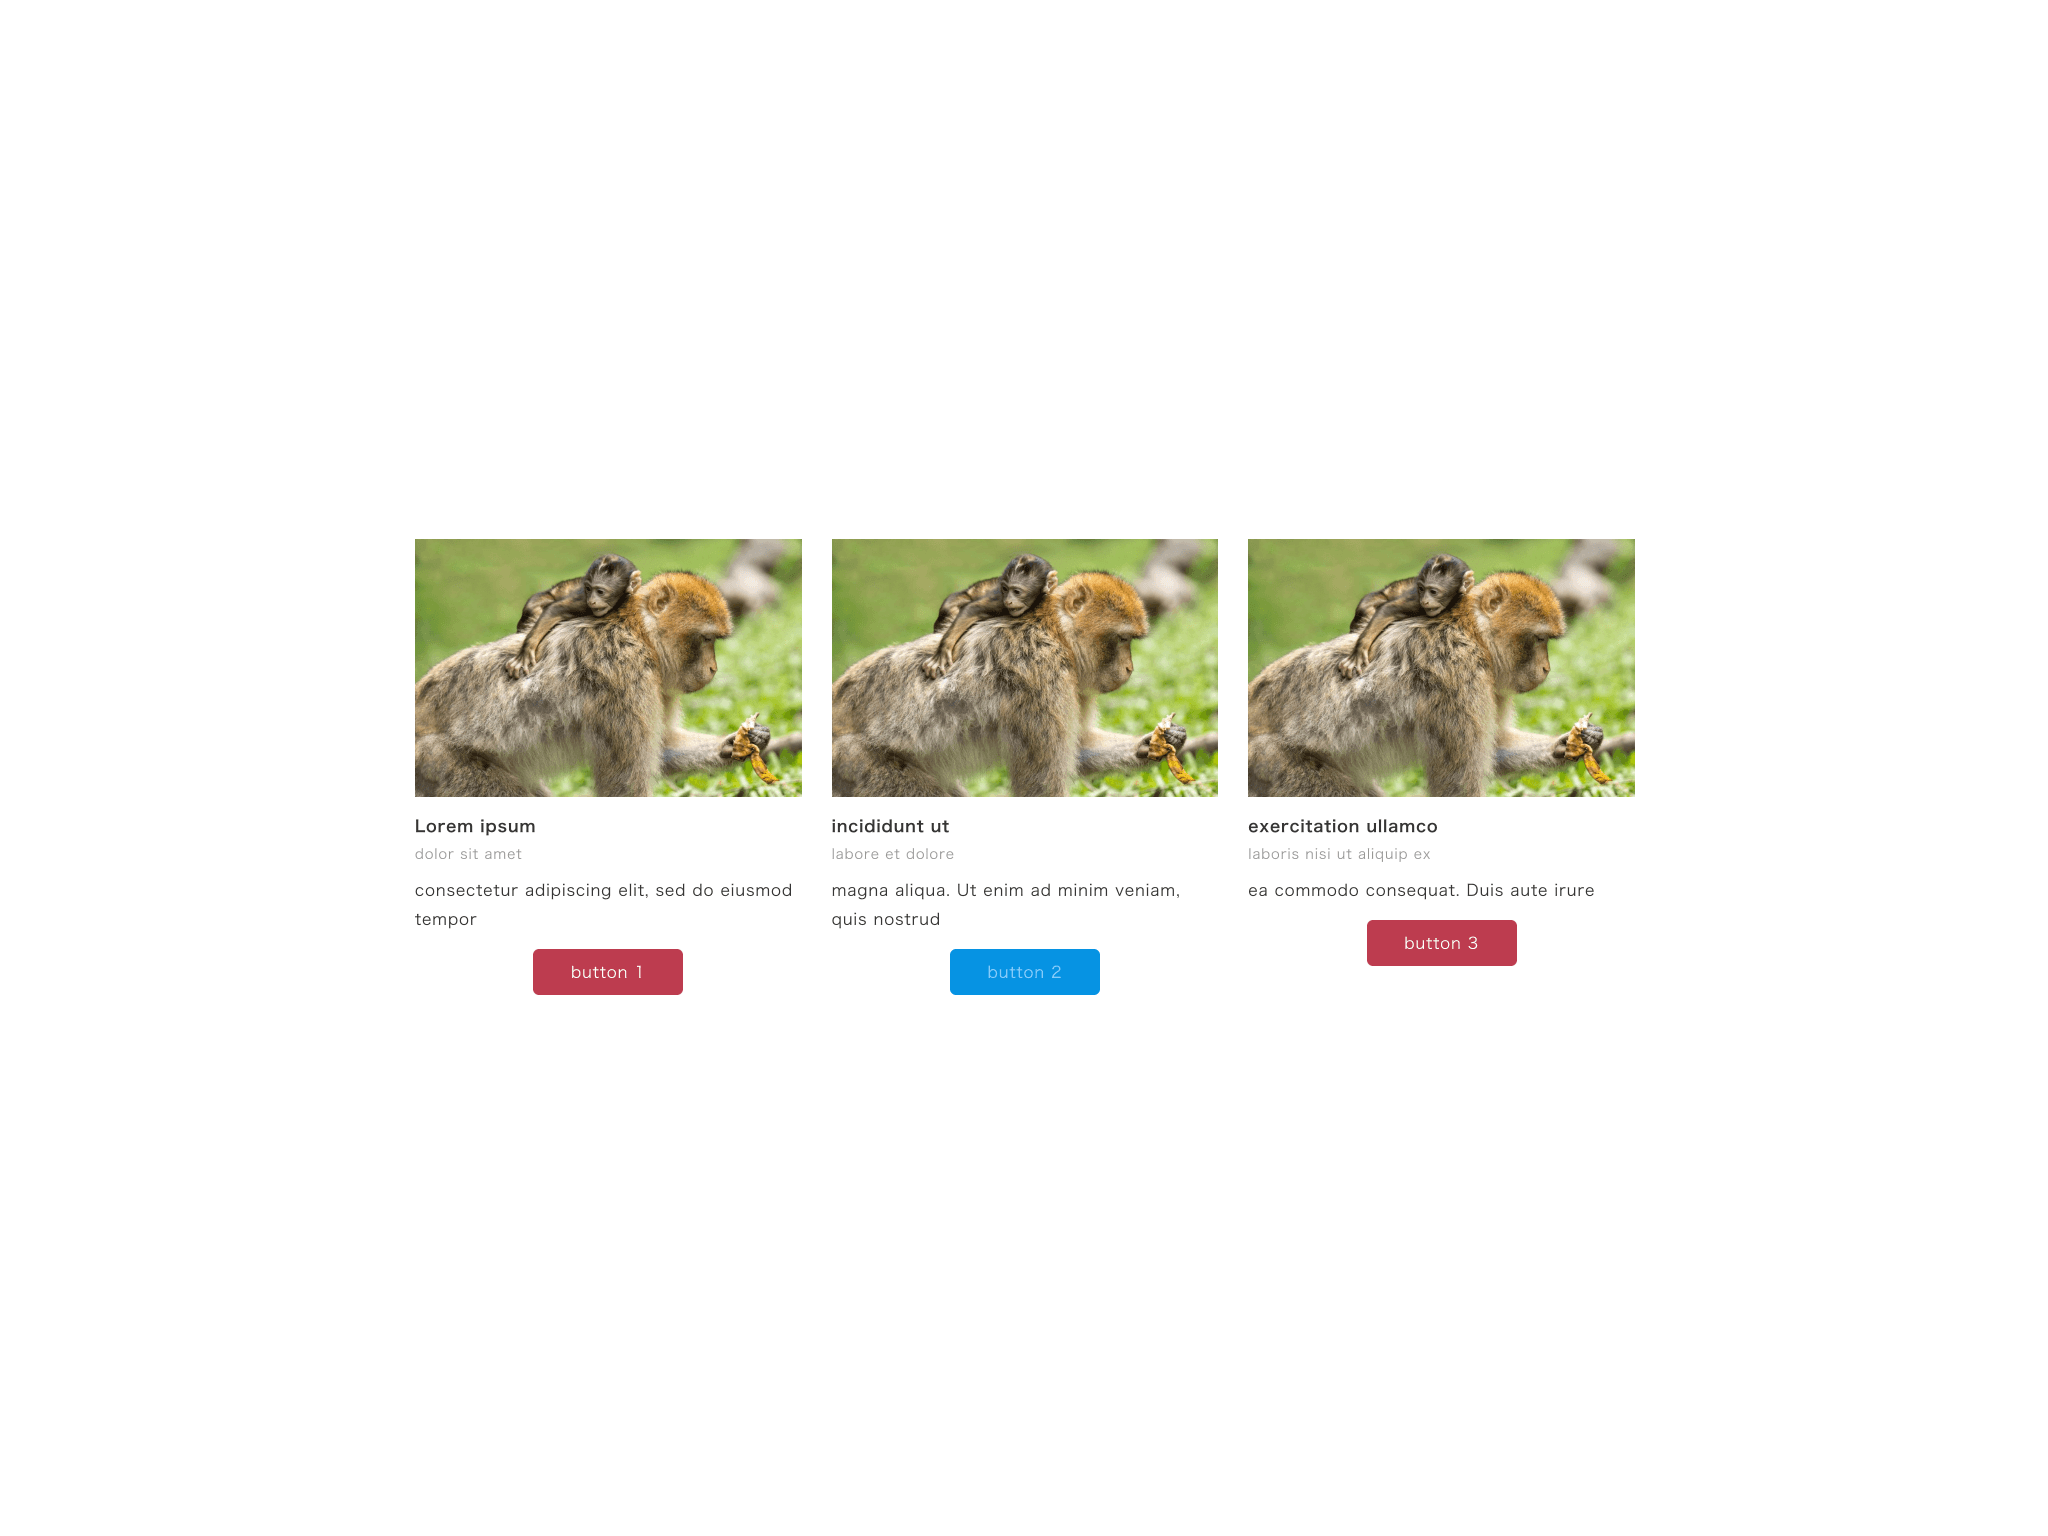 Lorem ipsum
dolor sit amet
consectetur adipiscing elit, sed do eiusmod
tempor
button 1
incididunt ut
labore et dolore
magna aliqua. Ut enim ad minim veniam,
quis nostrud
button 2
exercitation ullamco
laboris nisi ut aliquip ex
ea commodo consequat. Duis aute irure
button 3